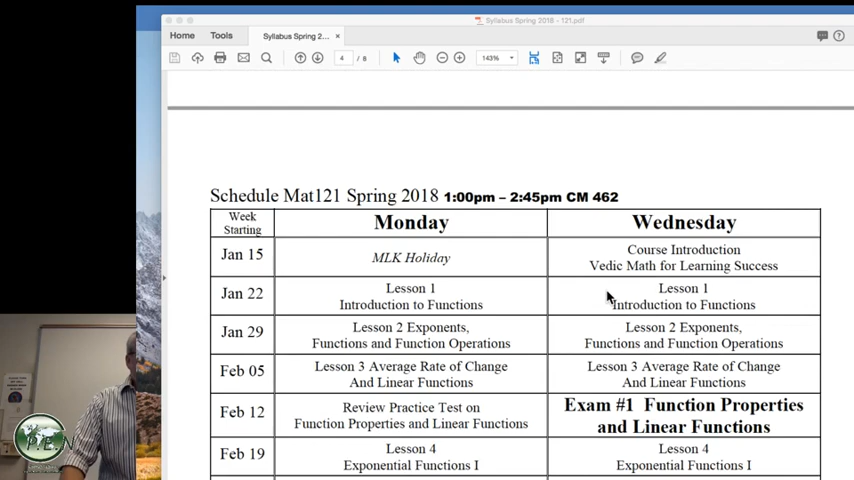 Syllabus Spring 2018 - 121.pdf
Home Tools Syllabus Spring 2... ×
4 / 8 143%
Schedule Mat121 Spring 2018 1:00pm – 2:45pm CM 462
Week Starting Monday Wednesday
Jan 15 MLK Holiday Course Introduction
Vedic Math for Learning Success
Jan 22 Lesson 1 Introduction to Functions Lesson 1 Introduction to Functions
Jan 29 Lesson 2 Exponents, Functions and Function Operations Lesson 2 Exponents, Functions and Function Operations
Feb 05 Lesson 3 Average Rate of Change And Linear Functions Lesson 3 Average Rate of Change And Linear Functions
Feb 12 Review Practice Test on Function Properties and Linear Functions Exam #1 Function Properties and Linear Functions
Feb 19 Lesson 4 Exponential Functions I Lesson 4 Exponential Functions I
P.E.N